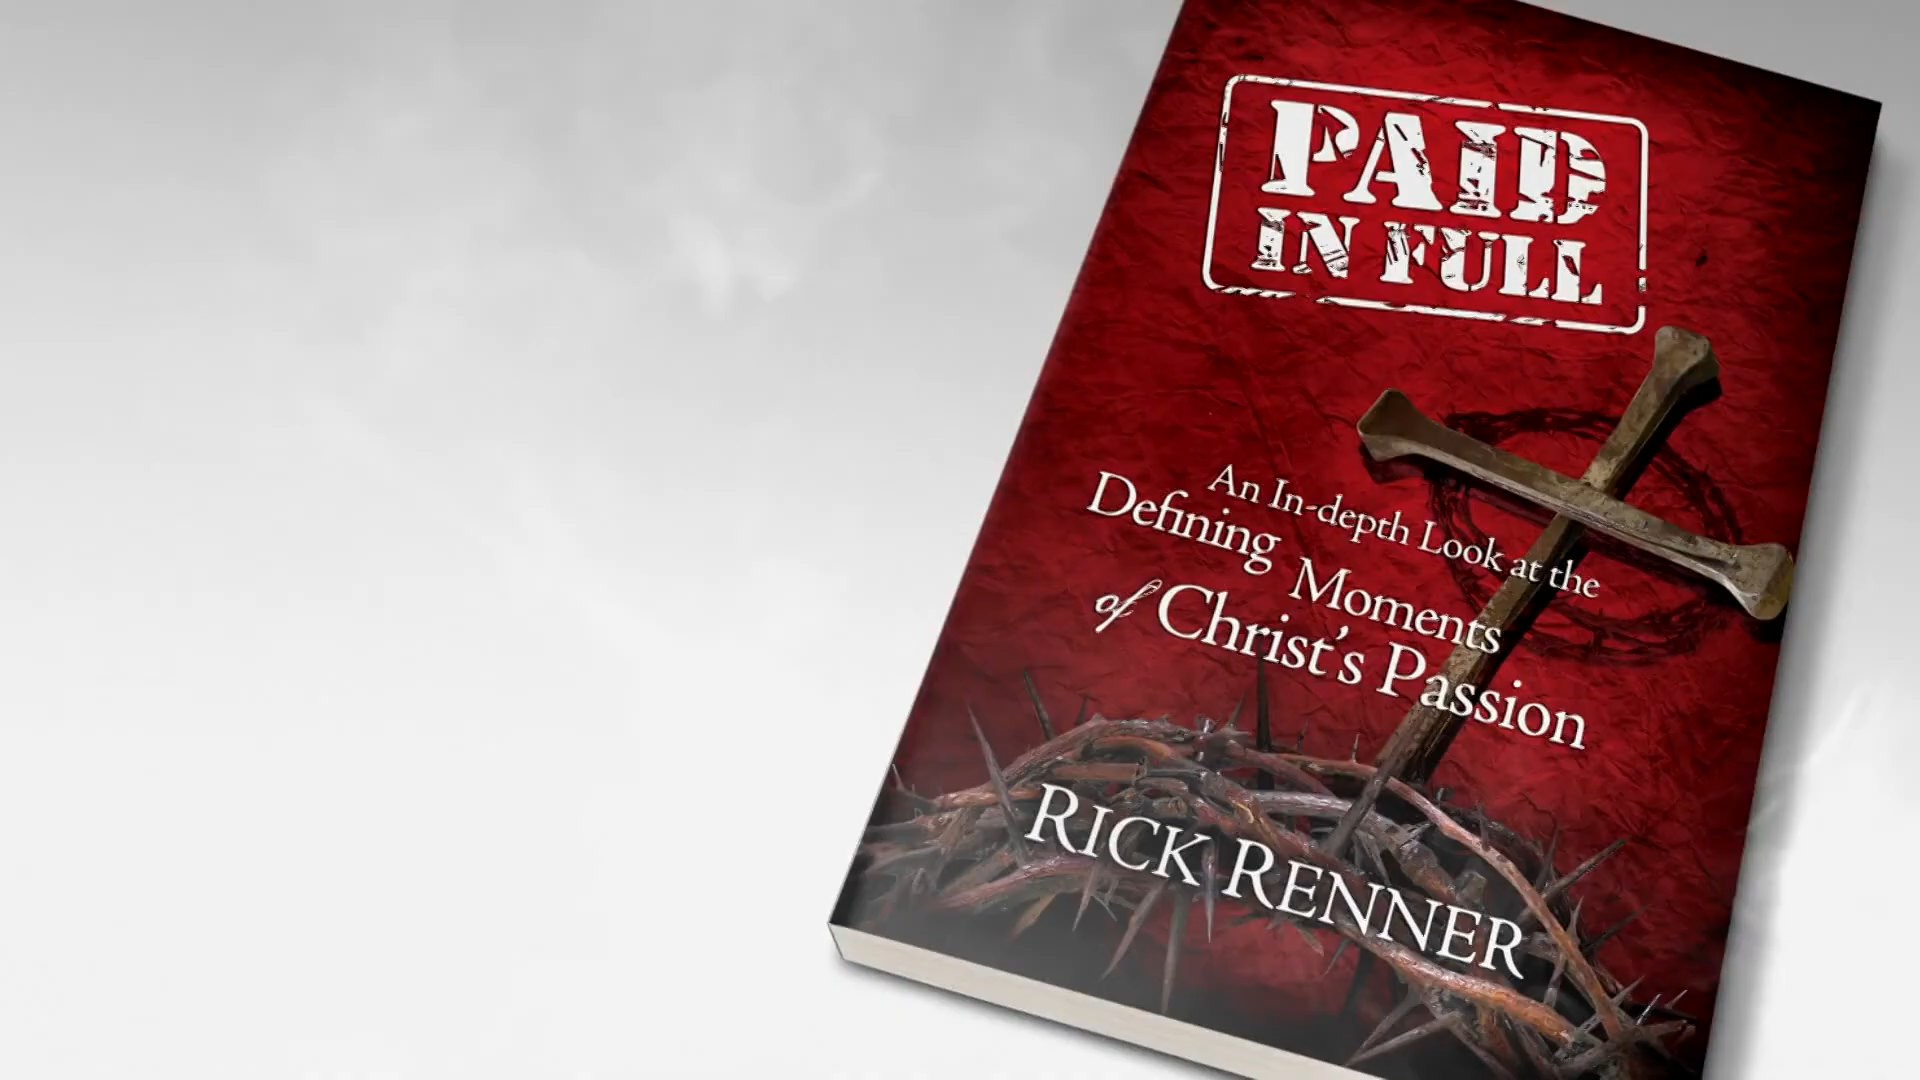 PAID
IN FULL
An In-depth Look at the
Defining Moments
of Christ's Passion
RICK RENNER